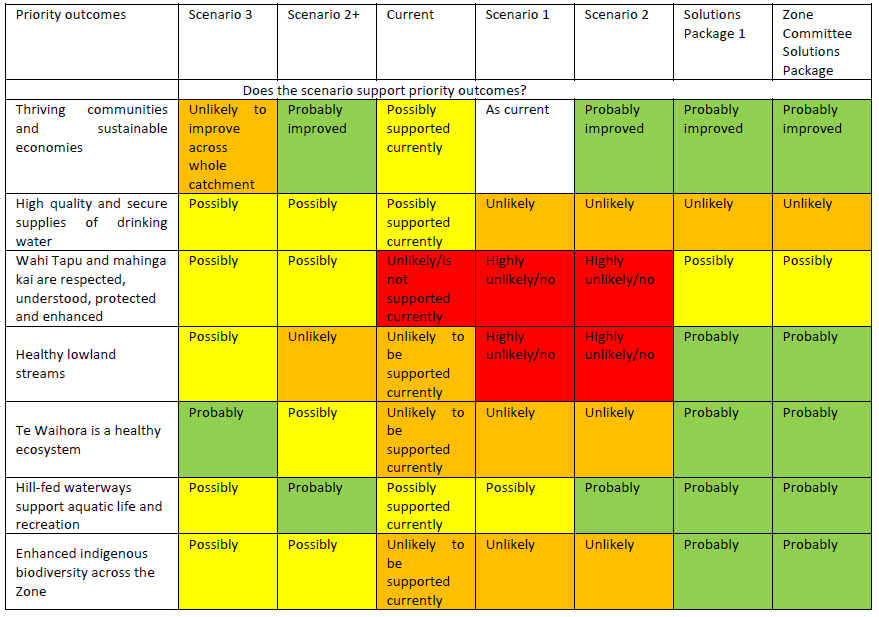 Priority outcomes
Scenario 3
Scenario 2+
Current
Scenario 1
Scenario 2
Solutions
Package 1
Zone
Committee
Solutions
Package
Does the scenario support priority outcomes?
Thriving communities
and sustainable
economies
Unlikely to
improve
across
whole
catchment
Probably
improved
Possibly
supported
currently
As current
Probably
improved
Probably
improved
Probably
improved
High quality and secure
supplies of drinking
water
Possibly
Possibly
Possibly
supported
currently
Unlikely
Unlikely
Unlikely
Unlikely
Wahi Tapu and mahinga
kai are respected,
understood, protected
and enhanced
Possibly
Possibly
Unlikely/is
not
supported
currently
Highly
unlikely/no
Highly
unlikely/no
Possibly
Possibly
Healthy lowland
streams
Possibly
Unlikely
Unlikely to
be
supported
currently
Highly
unlikely/no
Highly
unlikely/no
Probably
Probably
Te Waihora is a healthy
ecosystem
Probably
Possibly
Unlikely to
be
supported
currently
Unlikely
Unlikely
Probably
Probably
Hill-fed waterways
support aquatic life and
recreation
Possibly
Probably
Possibly
supported
currently
Possibly
Probably
Probably
Probably
Enhanced indigenous
biodiversity across the
Zone
Possibly
Possibly
Unlikely to
be
supported
currently
Unlikely
Unlikely
Probably
Probably